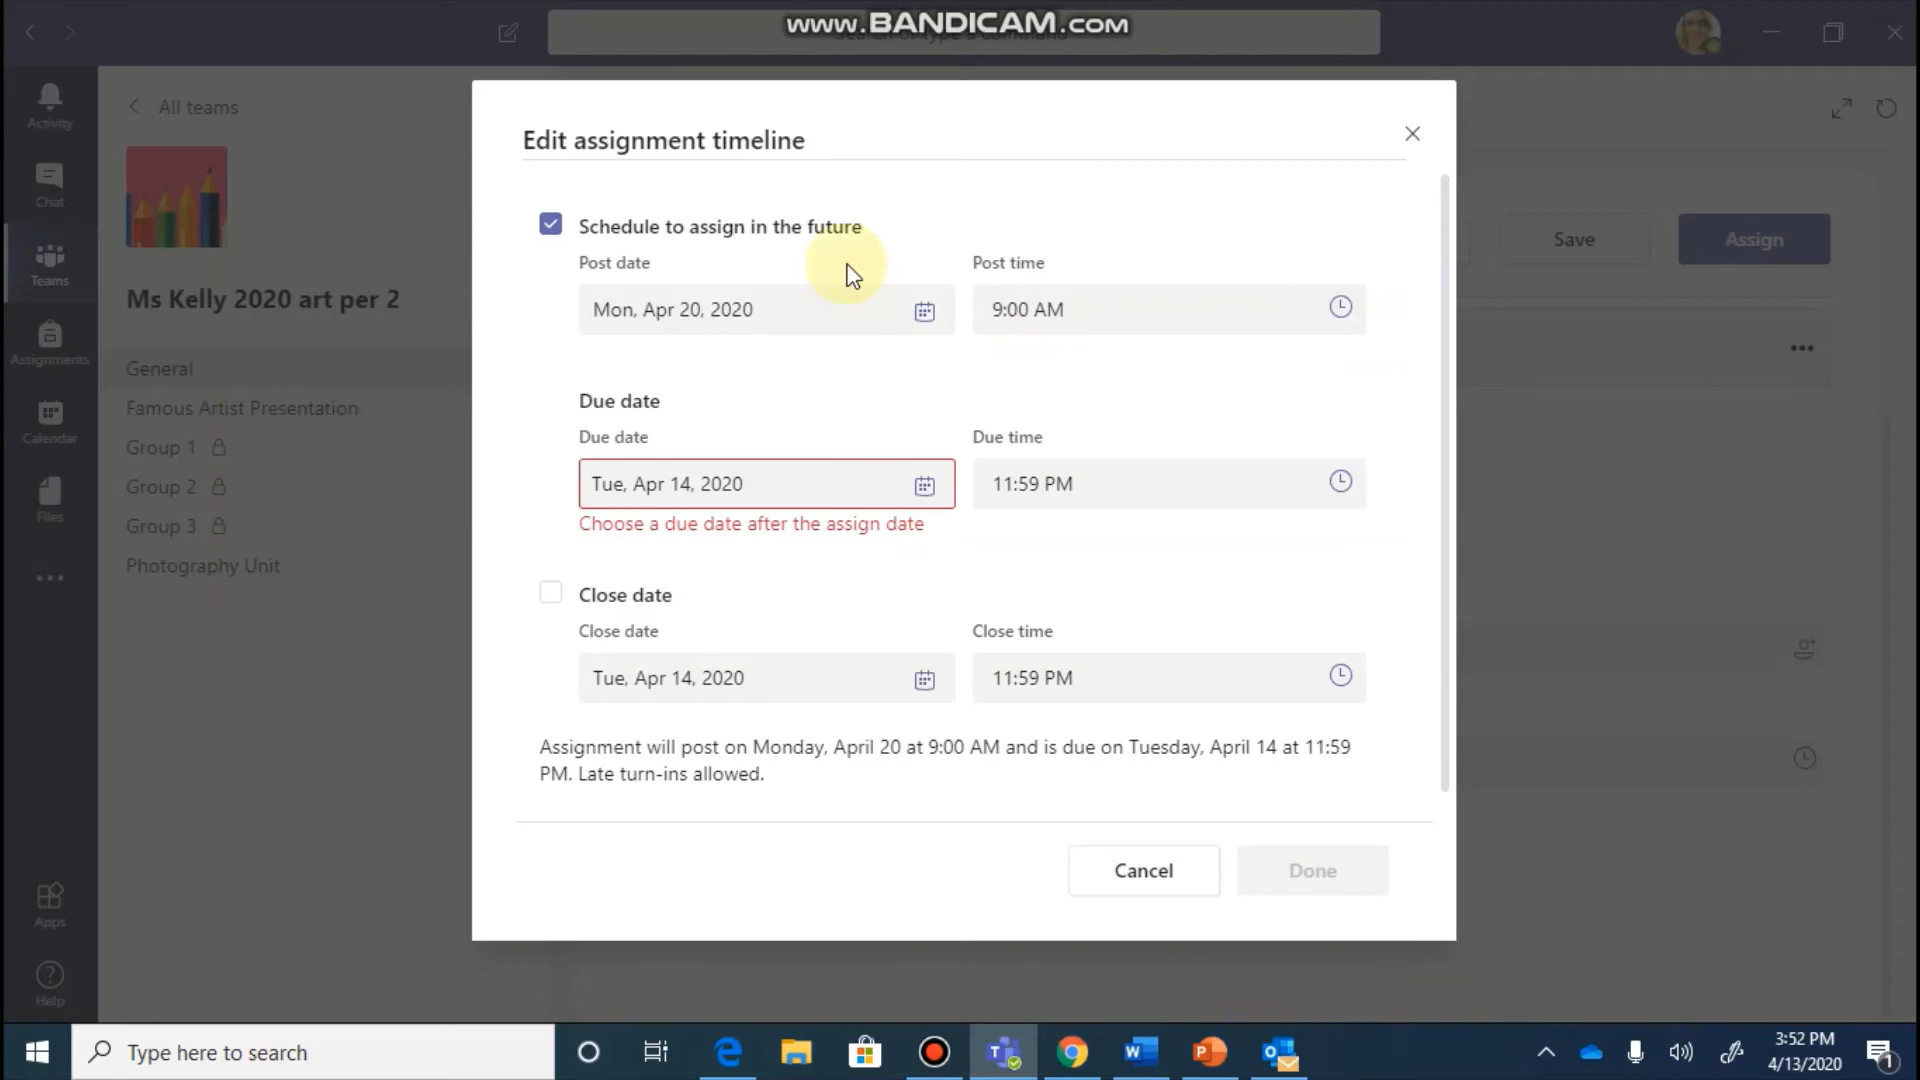 www.BANDICAM.com
Activity
Chat
Teams
Assignments
Calendar
Files
Apps
Help
All teams
Ms Kelly 2020 art per 2
General
Famous Artist Presentation
Group 1
Group 2
Group 3
Photography Unit
Save
Assign
Edit assignment timeline
Schedule to assign in the future
Post date
Post time
Mon, Apr 20, 2020
9:00 AM
Due date
Due date
Due time
Tue, Apr 14, 2020
11:59 PM
Choose a due date after the assign date
Close date
Close date
Close time
Tue, Apr 14, 2020
11:59 PM
Assignment will post on Monday, April 20 at 9:00 AM and is due on Tuesday, April 14 at 11:59
PM. Late turn-ins allowed.
Cancel
Done
Type here to search
3:52 PM
4/13/2020
1